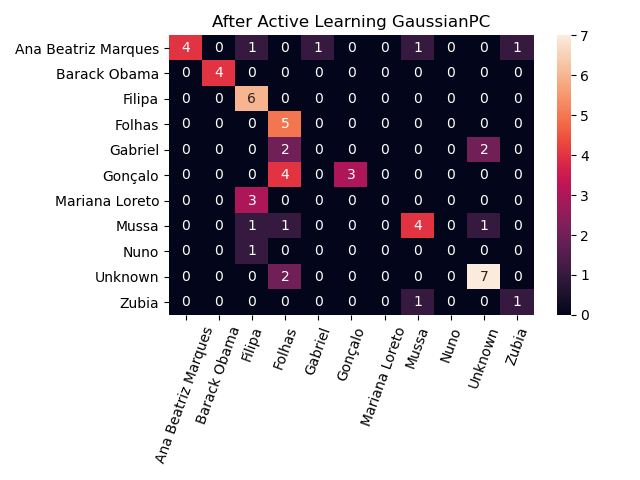 After Active Learning GaussianPC
Ana Beatriz Marques 4 0 1 0 1 0 0 1 0 0 1
Barack Obama 0 4 0 0 0 0 0 0 0 0 0
Filipa 0 0 6 0 0 0 0 0 0 0 0
Folhas 0 0 0 5 0 0 0 0 0 0 0
Gabriel 0 0 0 2 0 0 0 0 0 2 0
Gonçalo 0 0 0 4 0 3 0 0 0 0 0
Mariana Loreto 0 0 3 0 0 0 0 0 0 0 0
Mussa 0 0 1 1 0 0 0 4 0 1 0
Nuno 0 0 1 0 0 0 0 0 0 0 0
Unknown 0 0 0 2 0 0 0 0 0 7 0
Zubia 0 0 0 0 0 0 0 1 0 0 1
Ana Beatriz Marques
Barack Obama
Filipa
Folhas
Gabriel
Gonçalo
Mariana Loreto
Mussa
Nuno
Unknown
Zubia
7
6
5
4
3
2
1
0